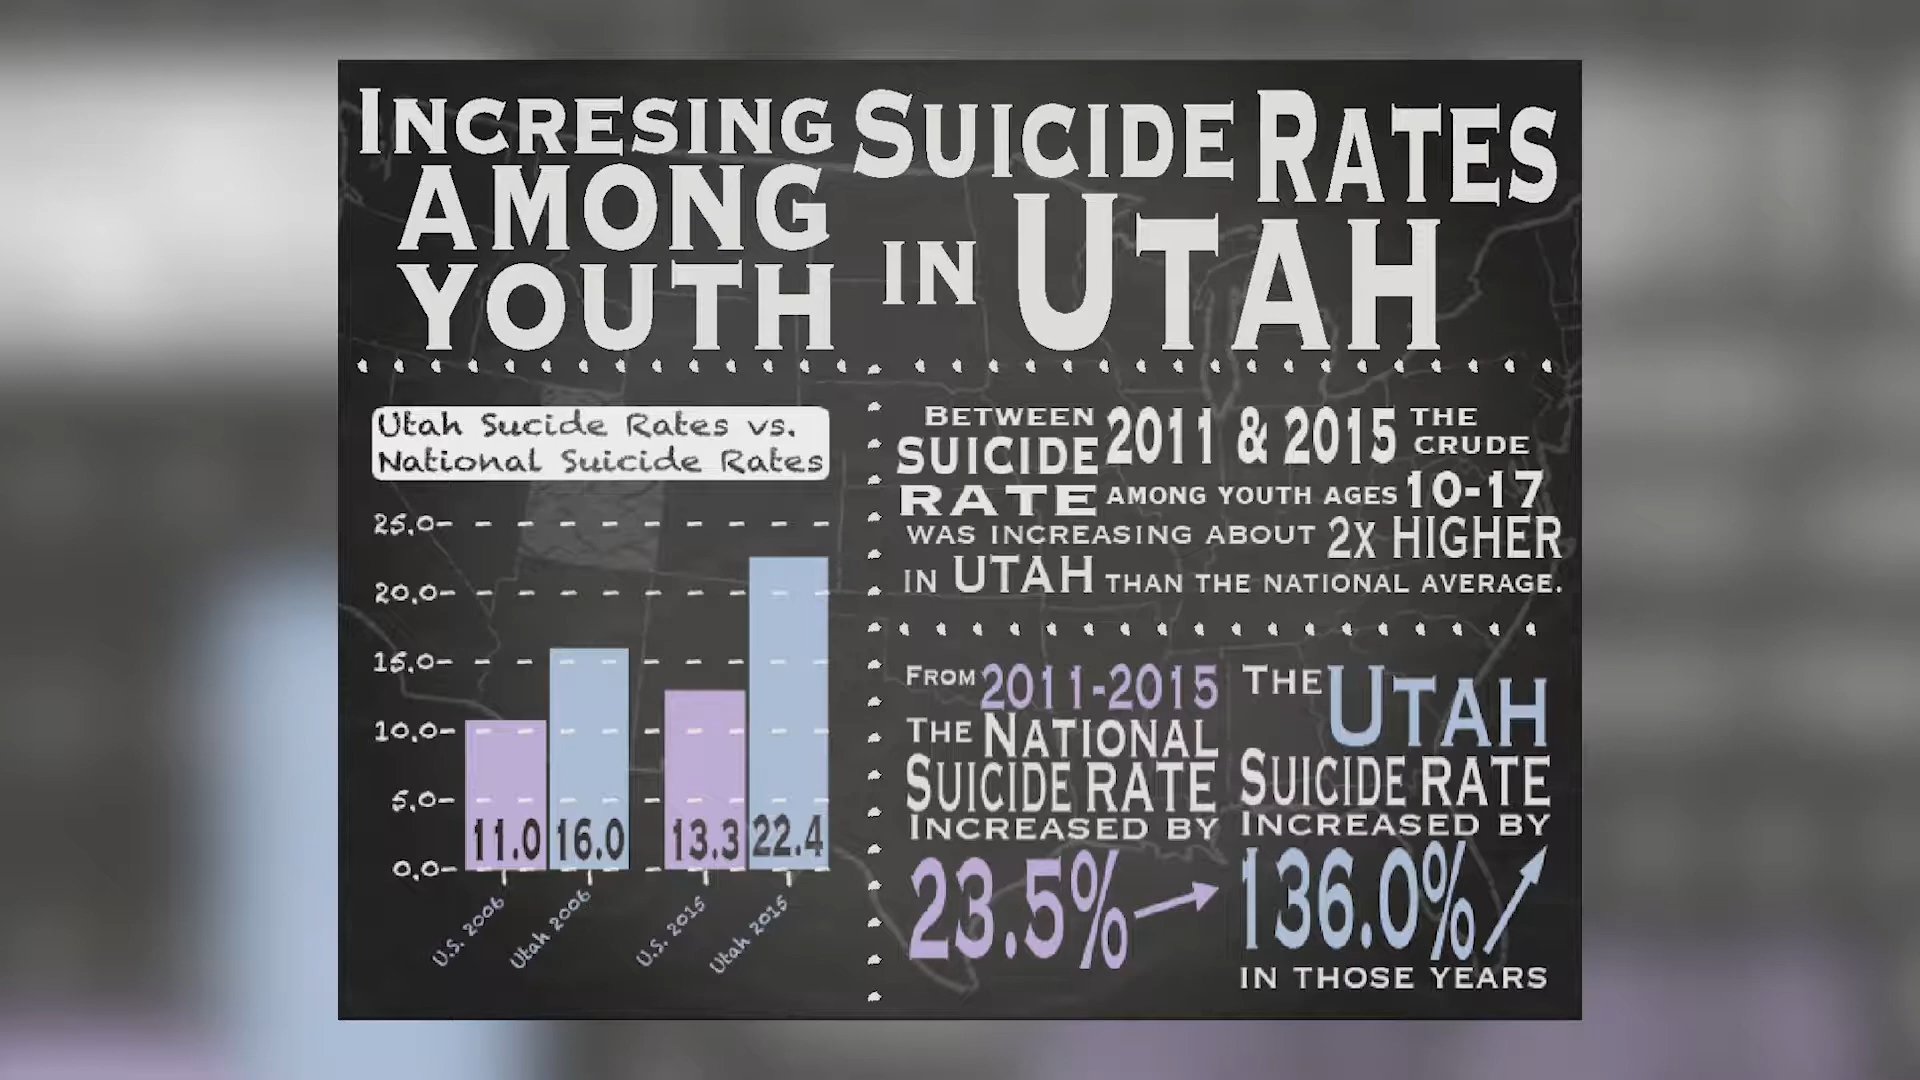 INCRESING SUICIDE RATES
AMONG
YOUTH IN UTAH
Utah Sucide Rates vs.
National Suicide Rates
25.0
20.0
15.0
10.0
5.0
0.0
11.0 16.0 13.3 22.4
U.S. 2006 Utah 2006 U.S. 2015 Utah 2015
BETWEEN 2011 & 2015 THE
SUICIDE CRUDE
RATE AMONG YOUTH AGES 10-17
WAS INCREASING ABOUT 2X HIGHER
IN UTAH THAN THE NATIONAL AVERAGE.
FROM 2011-2015
THE NATIONAL
SUICIDE RATE
INCREASED BY
23.5%
THE UTAH
SUICIDE RATE
INCREASED BY
136.0%
IN THOSE YEARS